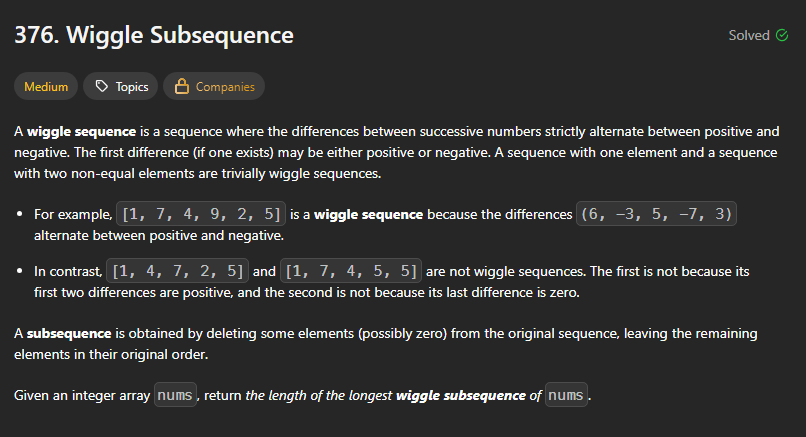 376. Wiggle Subsequence
Solved
Medium
Topics
Companies
A wiggle sequence is a sequence where the differences between successive numbers strictly alternate between positive and
negative. The first difference (if one exists) may be either positive or negative. A sequence with one element and a sequence
with two non-equal elements are trivially wiggle sequences.
• For example, [1, 7, 4, 9, 2, 5] is a wiggle sequence because the differences (6, −3, 5, −7, 3)
alternate between positive and negative.
• In contrast, [1, 4, 7, 2, 5] and [1, 7, 4, 5, 5] are not wiggle sequences. The first is not because its
first two differences are positive, and the second is not because its last difference is zero.
A subsequence is obtained by deleting some elements (possibly zero) from the original sequence, leaving the remaining
elements in their original order.
Given an integer array nums, return the length of the longest wiggle subsequence of nums.